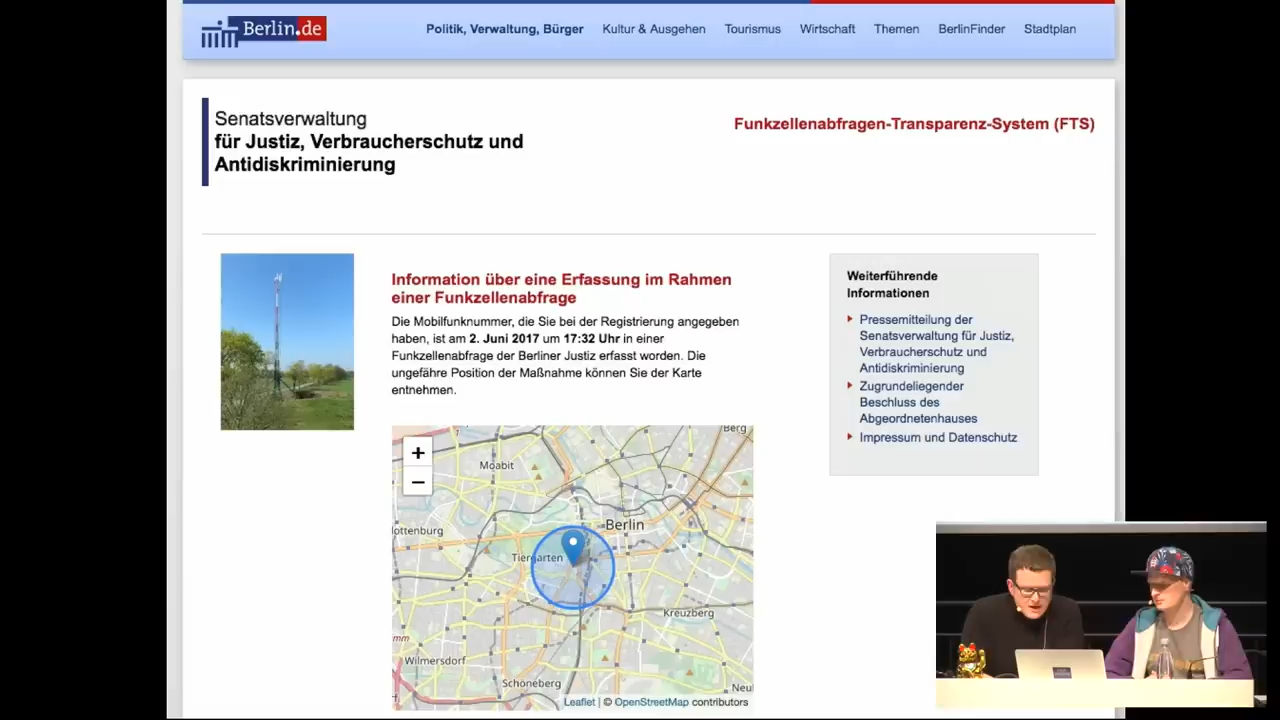 Berlin.de
Politik, Verwaltung, Bürger Kultur & Ausgehen Tourismus Wirtschaft Themen BerlinFinder Stadtplan
Senatsverwaltung
für Justiz, Verbraucherschutz und
Antidiskriminierung
Funkzellenabfragen-Transparenz-System (FTS)
Information über eine Erfassung im Rahmen
einer Funkzellenabfrage
Die Mobilfunknummer, die Sie bei der Registrierung angegeben
haben, ist am 2. Juni 2017 um 17:32 Uhr in einer
Funkzellenabfrage der Berliner Justiz erfasst worden. Die
ungefähre Position der Maßnahme können Sie der Karte
entnehmen.
+
−
Berg
Moabit
lottenburg
Berlin
Tiergarten
Kreuzberg
mm
Wilmersdorf
Schoneberg
Neu
Leaflet | © OpenStreetMap contributors
Weiterführende
Informationen
Pressemitteilung der
Senatsverwaltung für Justiz,
Verbraucherschutz und
Antidiskriminierung
Zugrundeliegender
Beschluss des
Abgeordnetenhauses
Impressum und Datenschutz